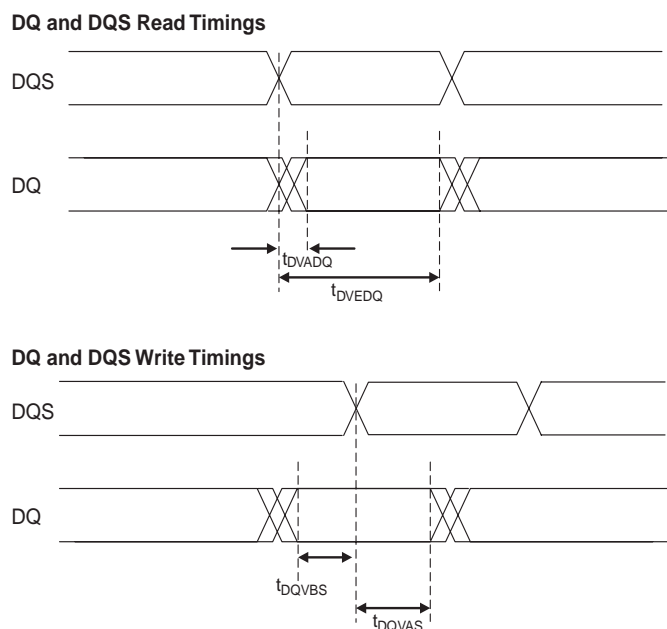 DQ and DQS Read Timings
DQS
DQ
tDVADQ
tDVEDQ
DQ and DQS Write Timings
DQS
DQ
tDQVBS
tDQVAS